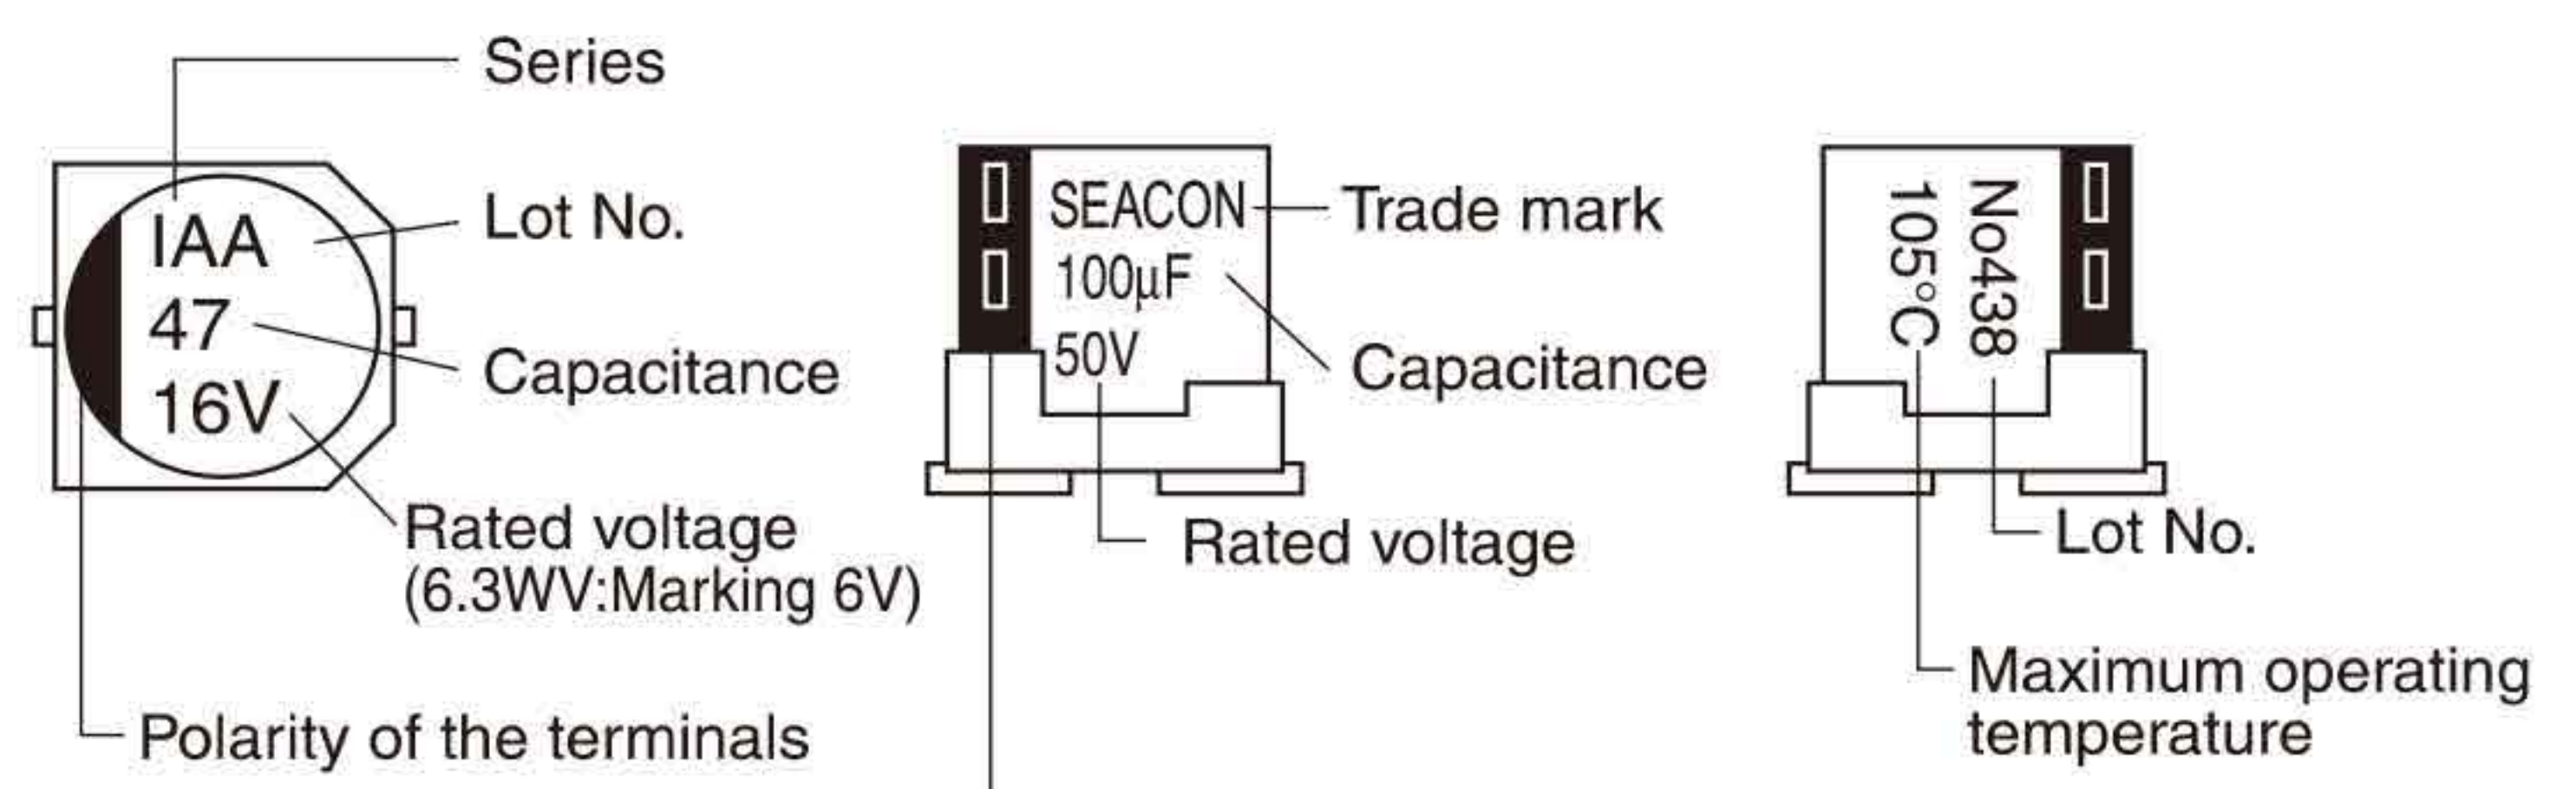 Series
Lot No.
IAA
47
16V
Capacitance
Rated voltage
(6.3WV:Marking 6V)
Polarity of the terminals
SEACON
100μF
50V
Trade mark
Capacitance
Rated voltage
No438
105°C
Lot No.
Maximum operating
temperature